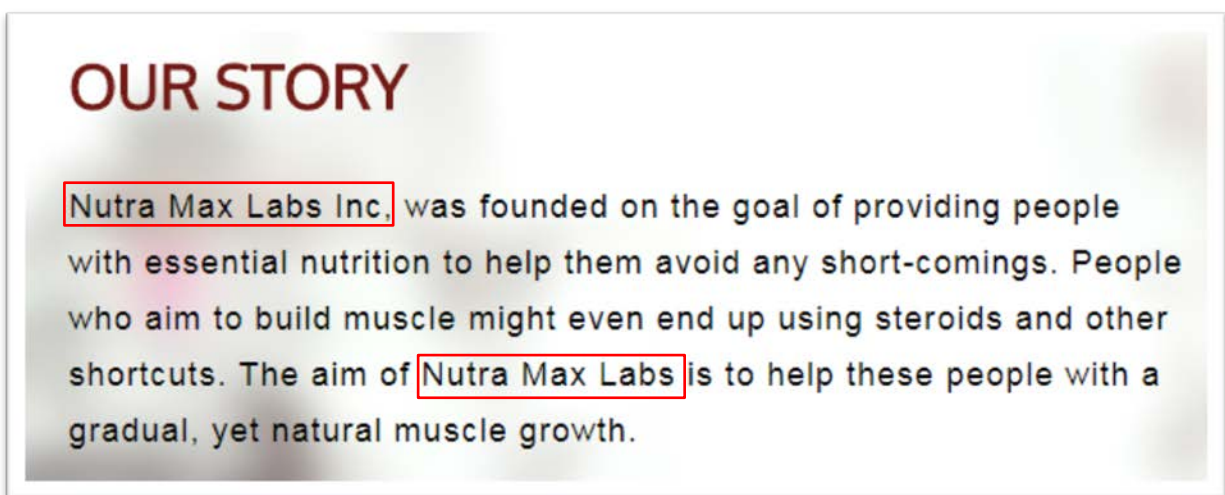 OUR STORY
Nutra Max Labs Inc, was founded on the goal of providing people
with essential nutrition to help them avoid any short-comings. People
who aim to build muscle might even end up using steroids and other
shortcuts. The aim of Nutra Max Labs is to help these people with a
gradual, yet natural muscle growth.